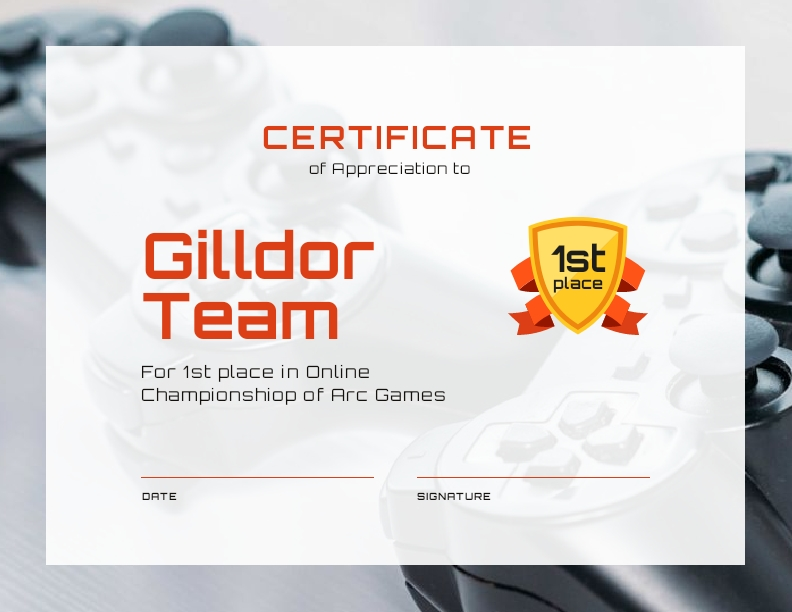 CERTIFICATE
of Appreciation to
Gilldor
Team
1st
place
For 1st place in Online
Championshiop of Arc Games
DATE
SIGNATURE